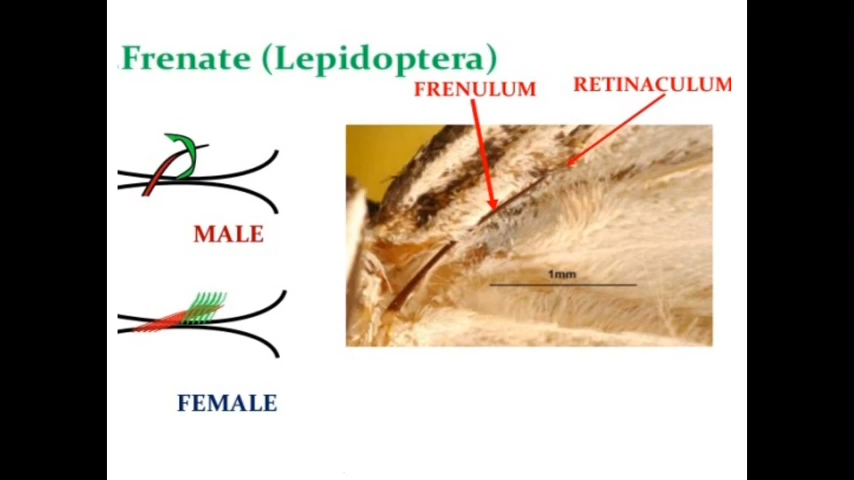 .Frenate (Lepidoptera)
FRENULUM
RETINACULUM
MALE
1mm
FEMALE